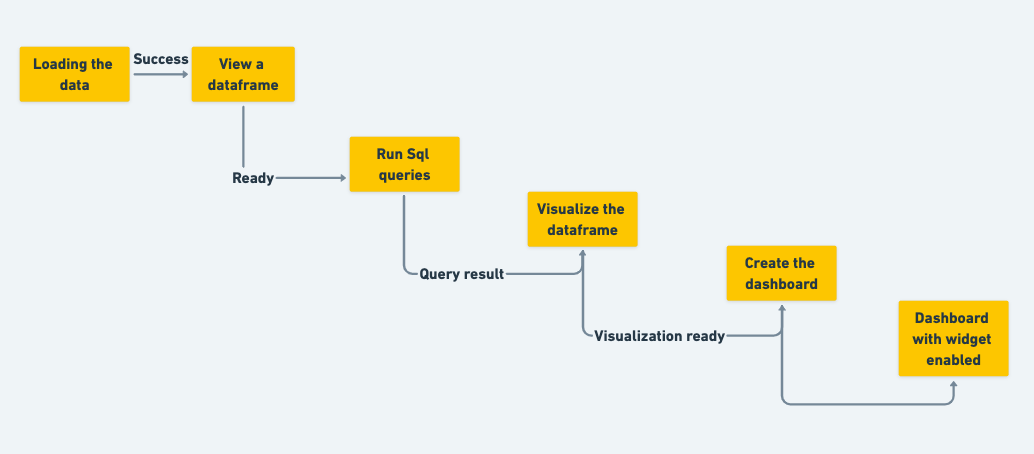 Loading the
data
Success
View a
dataframe
Ready
Run Sql
queries
Query result
Visualize the
dataframe
Visualization ready
Create the
dashboard
Dashboard
with widget
enabled